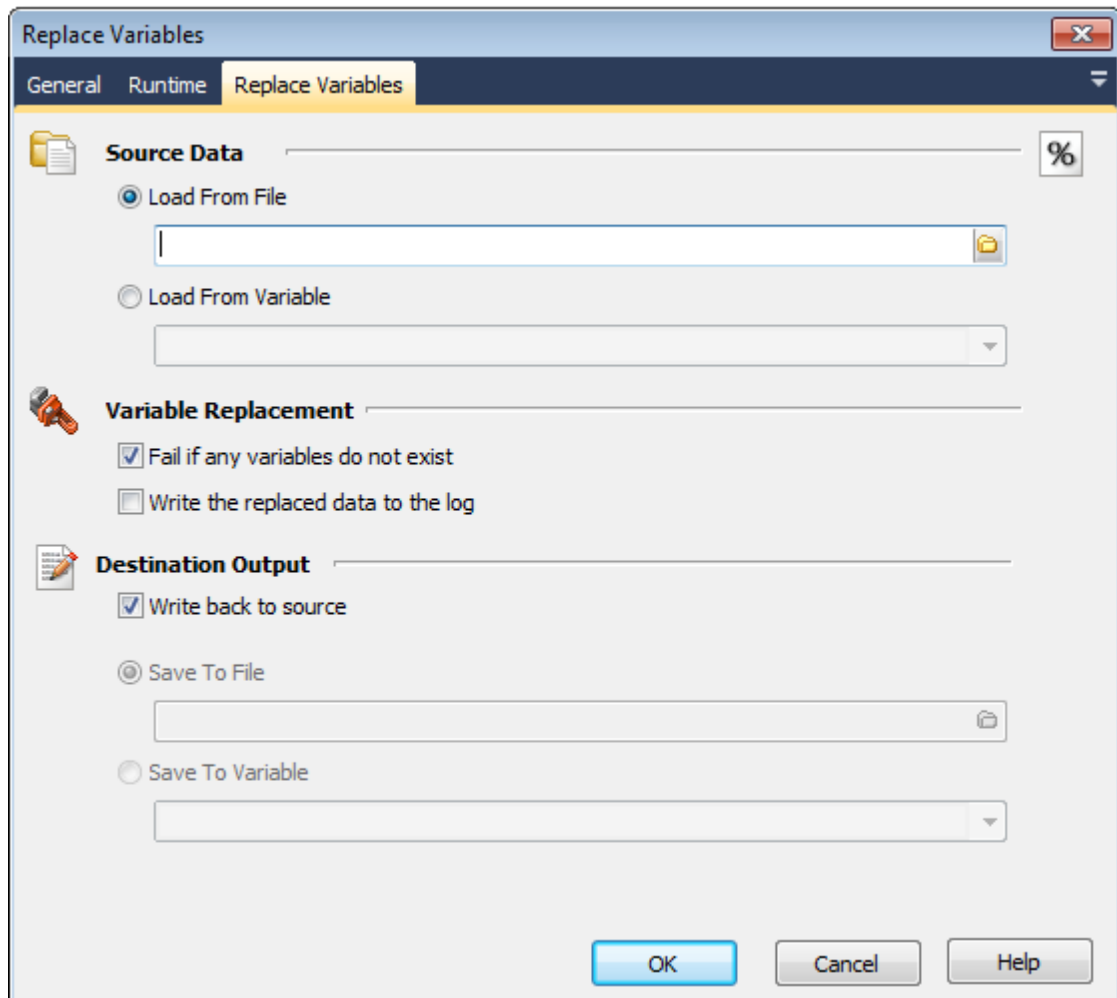 Replace Variables
General Runtime Replace Variables
Source Data
%
Load From File
Load From Variable
Variable Replacement
Fail if any variables do not exist
Write the replaced data to the log
Destination Output
Write back to source
Save To File
Save To Variable
OK Cancel Help